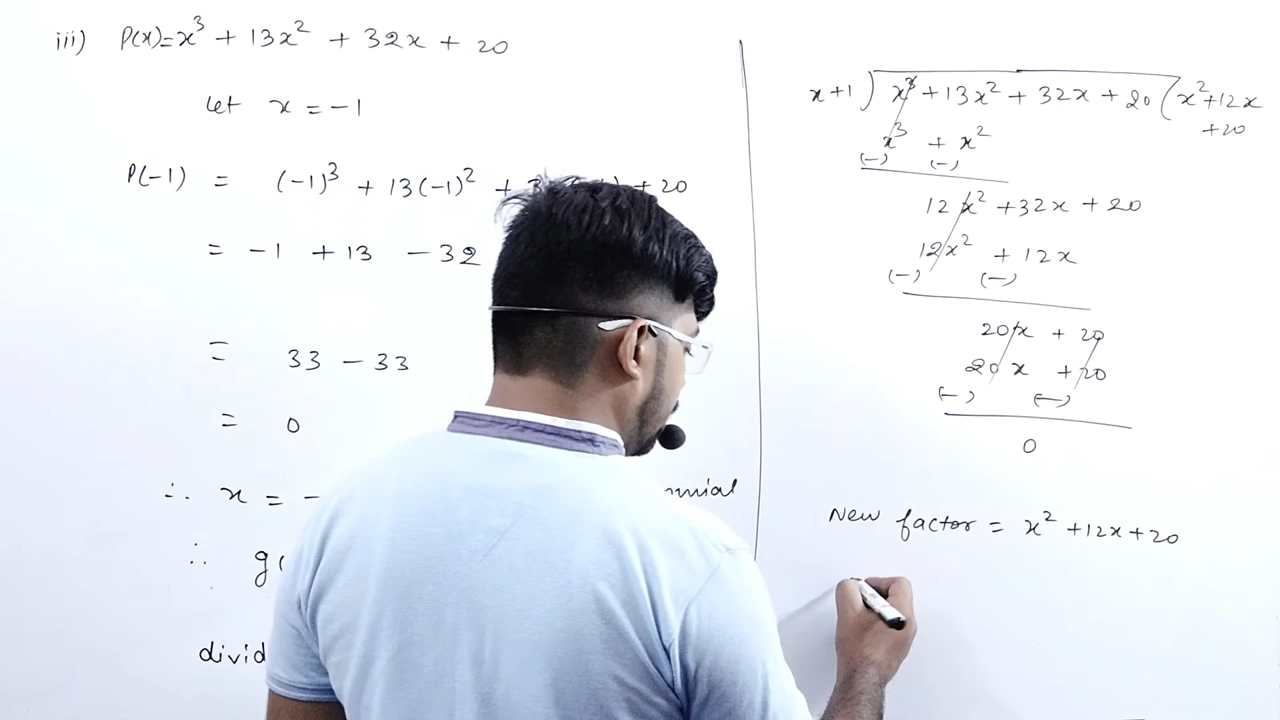 iii) P(x)=x³ + 13x² + 32x + 20
let x = -1
P(-1) = (-1)³ + 13(-1)² + 3 + 20
= -1 +13 -32
= 33 - 33
= 0
∴ x = -
∴ g(
x+1 ) x³ +13x² + 32x + 20 ( x²+12x
+20
x³ + x²
(-) (-)
12x² +32x + 20
12x² + 12x
(-) (-)
20x + 20
20x + 20
(-) (-)
0
New factor = x² +12x+20